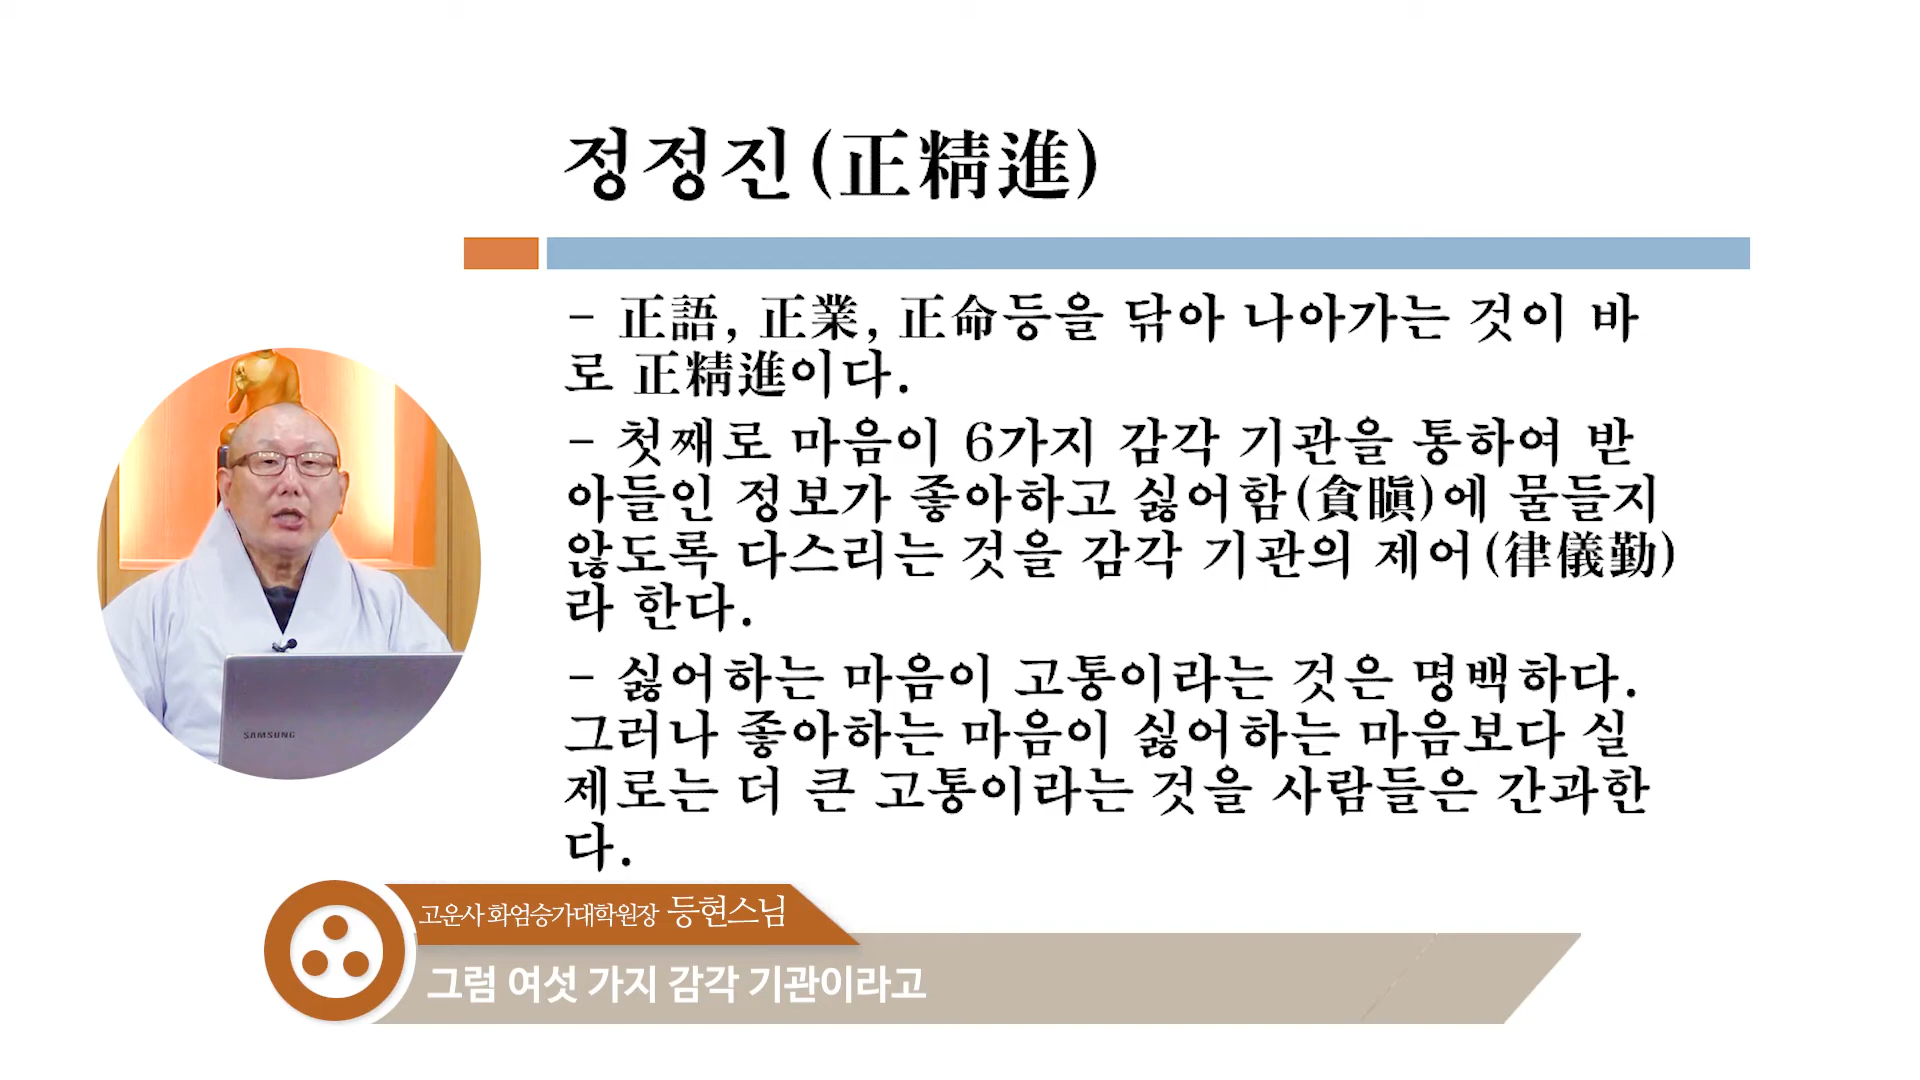 정정진(正精進)
- 正語, 正業, 正命등을 닦아 나아가는 것이 바
로 正精進이다.
- 첫째로 마음이 6가지 감각 기관을 통하여 받
아들인 정보가 좋아하고 싫어함(貪瞋)에 물들지
않도록 다스리는 것을 감각 기관의 제어(律儀勤)
라 한다.
- 싫어하는 마음이 고통이라는 것은 명백하다.
그러나 좋아하는 마음이 싫어하는 마음보다 실
제로는 더 큰 고통이라는 것을 사람들은 간과한
다.
SAMSUNG
고운사 화엄승가대학원장 등현스님
그럼 여섯 가지 감각 기관이라고